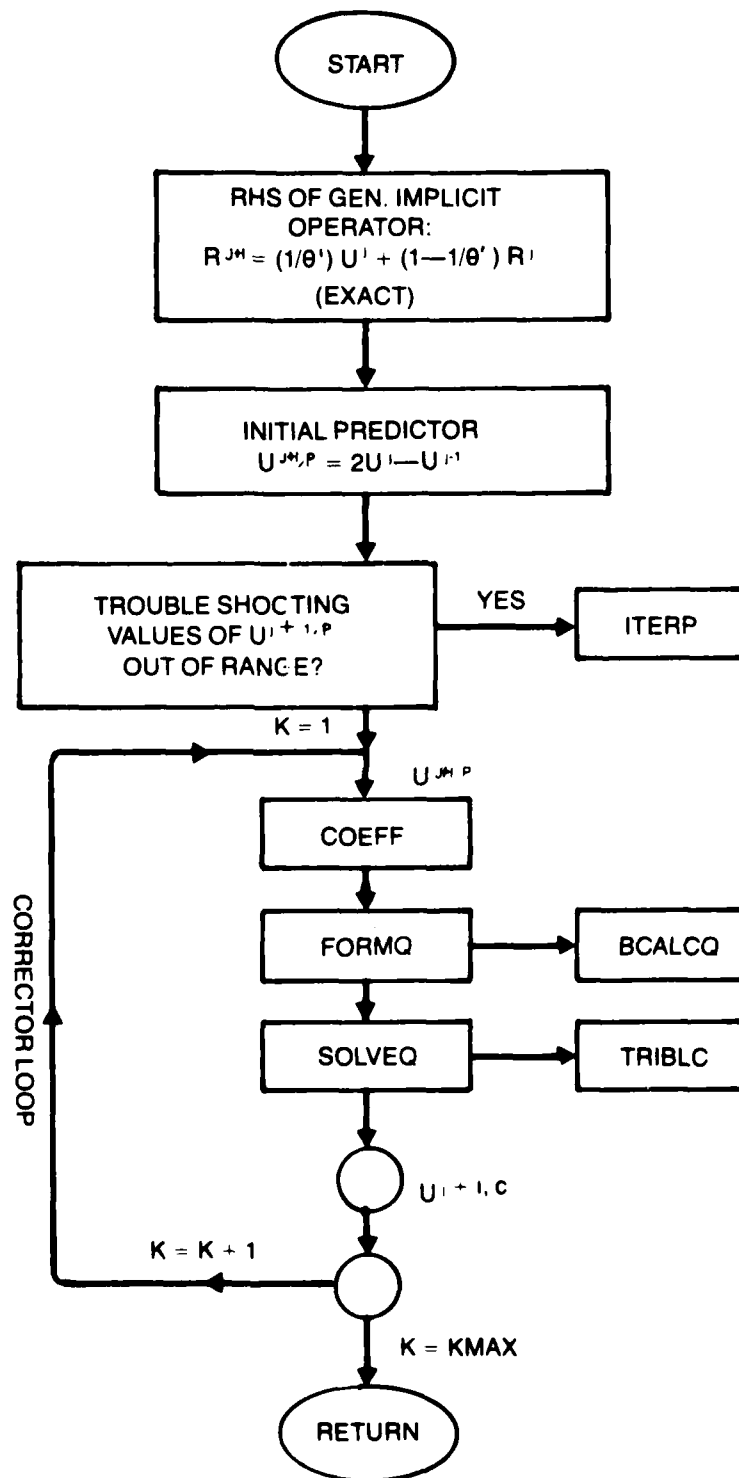 START
RHS OF GEN. IMPLICIT
OPERATOR:
R J+1 = (1/θ') U j + (1—1/θ') R j
(EXACT)
INITIAL PREDICTOR
U J+1,P = 2U j — U j-1
TROUBLE SHOOTING
VALUES OF U j + 1, P
OUT OF RANGE?
YES
ITERP
K = 1
U J+1 P
COEFF
FORMQ
BCALCQ
SOLVEQ
TRIBLC
CORRECTOR LOOP
U j + 1, C
K = K + 1
K = KMAX
RETURN